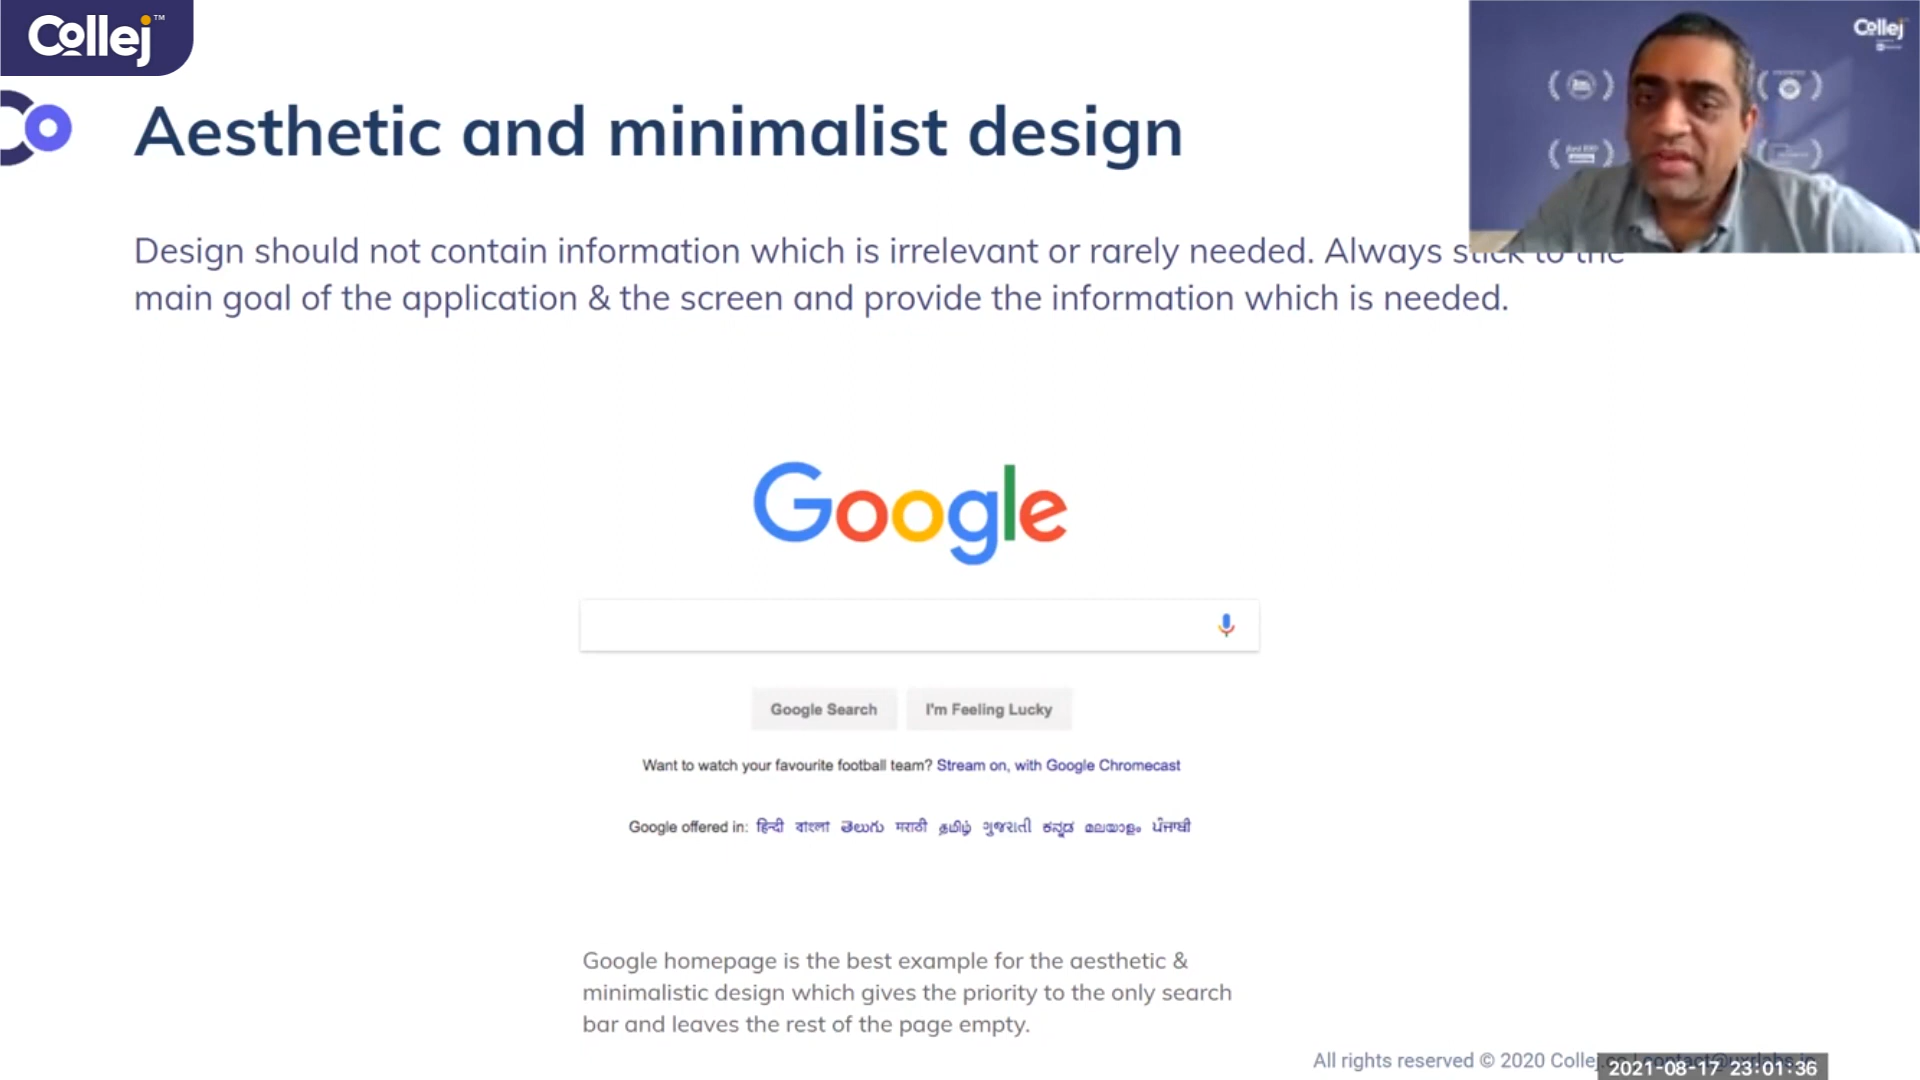 Collej™
Collej
Aesthetic and minimalist design
Design should not contain information which is irrelevant or rarely needed. Always stick to the
main goal of the application & the screen and provide the information which is needed.
Google
Google Search
I'm Feeling Lucky
Want to watch your favourite football team? Stream on, with Google Chromecast
Google offered in: हिन्दी বাংলা తెలుగు मराठी தமிழ் ગુજરાતી ಕನ್ನಡ മലയാളം ਪੰਜਾਬੀ
Google homepage is the best example for the aesthetic &
minimalistic design which gives the priority to the only search
bar and leaves the rest of the page empty.
All rights reserved © 2020 Colle
2021-08-17 23:01:36